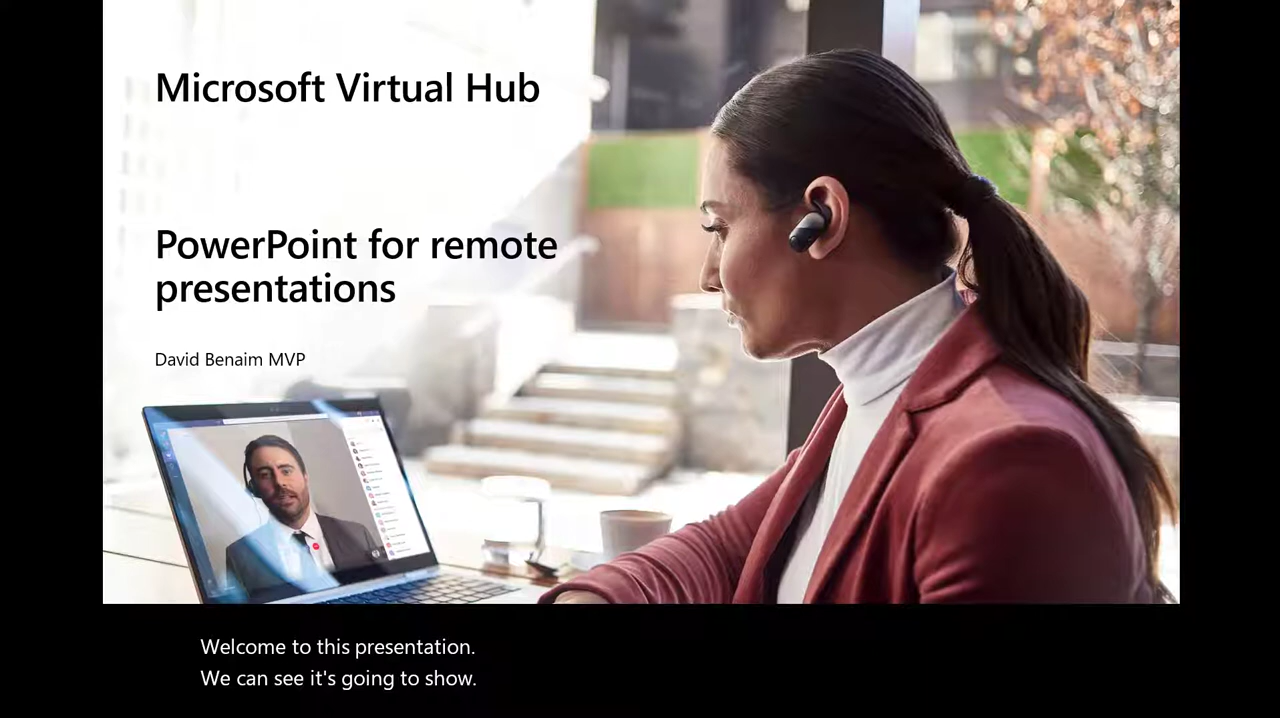 Microsoft Virtual Hub
PowerPoint for remote
presentations
David Benaim MVP
Welcome to this presentation.
We can see it's going to show.